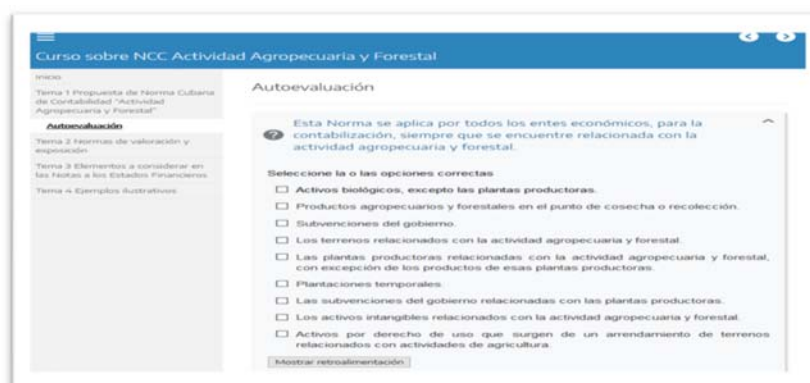 Curso sobre NCC Actividad Agropecuaria y Forestal
Inicio
Tema 1 Propuesta de Norma Cubana
de Contabilidad "Actividad
Agropecuaria y Forestal"
Autoevaluación
Tema 2 Normas de valoración y
exposición
Tema 3 Elementos a considerar en
las Notas a los Estados Financieros
Tema 4 Ejemplos ilustrativos
Autoevaluación
Esta Norma se aplica por todos los entes económicos, para la
contabilización, siempre que se encuentre relacionada con la
actividad agropecuaria y forestal.
Seleccione la o las opciones correctas
Activos biológicos, excepto las plantas productoras.
Productos agropecuarios y forestales en el punto de cosecha o recolección.
Subvenciones del gobierno.
Los terrenos relacionados con la actividad agropecuaria y forestal.
Las plantas productoras relacionadas con la actividad agropecuaria y forestal,
con excepción de los productos de esas plantas productoras.
Plantaciones temporales.
Las subvenciones del gobierno relacionadas con las plantas productoras.
Los activos intangibles relacionados con la actividad agropecuaria y forestal.
Activos por derecho de uso que surgen de un arrendamiento de terrenos
relacionados con actividades de agricultura.
Mostrar retroalimentación